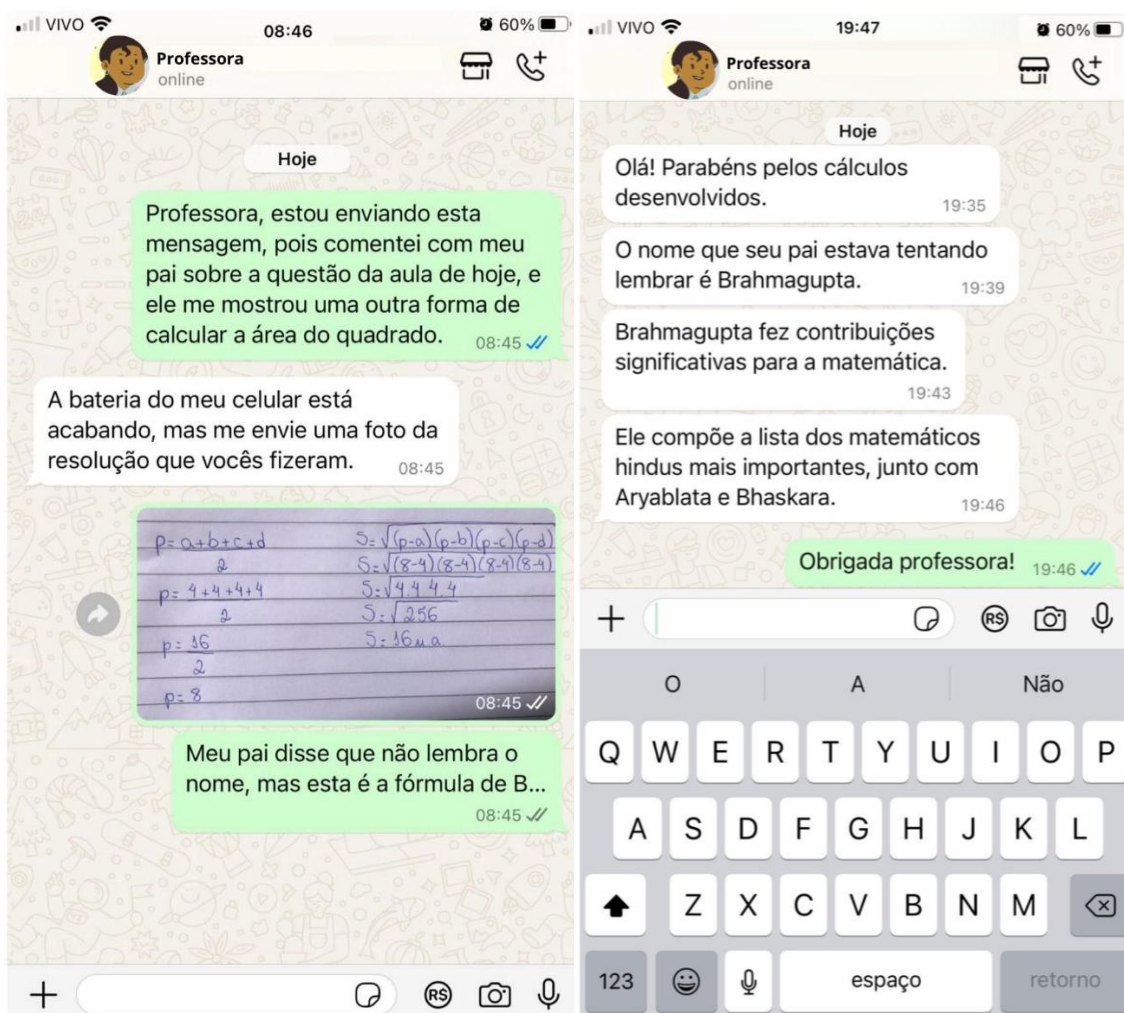 VIVO 08:46 60%
Professora
online
Hoje
Professora, estou enviando esta
mensagem, pois comentei com meu
pai sobre a questão da aula de hoje, e
ele me mostrou uma outra forma de
calcular a área do quadrado. 08:45
A bateria do meu celular está
acabando, mas me envie uma foto da
resolução que vocês fizeram. 08:45
p= a+b+c+d
2
p= 4+4+4+4
2
p= 16
2
p= 8
S= √(p-a)(p-b)(p-c)(p-d)
S= √(8-4)(8-4)(8-4)(8-4)
S= √4.4.4.4
S= √256
S= 16 u.a
08:45
Meu pai disse que não lembra o
nome, mas esta é a fórmula de B...
08:45
R$
VIVO 19:47 60%
Professora
online
Hoje
Olá! Parabéns pelos cálculos
desenvolvidos. 19:35
O nome que seu pai estava tentando
lembrar é Brahmagupta. 19:39
Brahmagupta fez contribuições
significativas para a matemática.
19:43
Ele compõe a lista dos matemáticos
hindus mais importantes, junto com
Aryablata e Bhaskara. 19:46
Obrigada professora! 19:46
R$
O A Não
Q W E R T Y U I O P
A S D F G H J K L
Z X C V B N M
123 espaço retorno